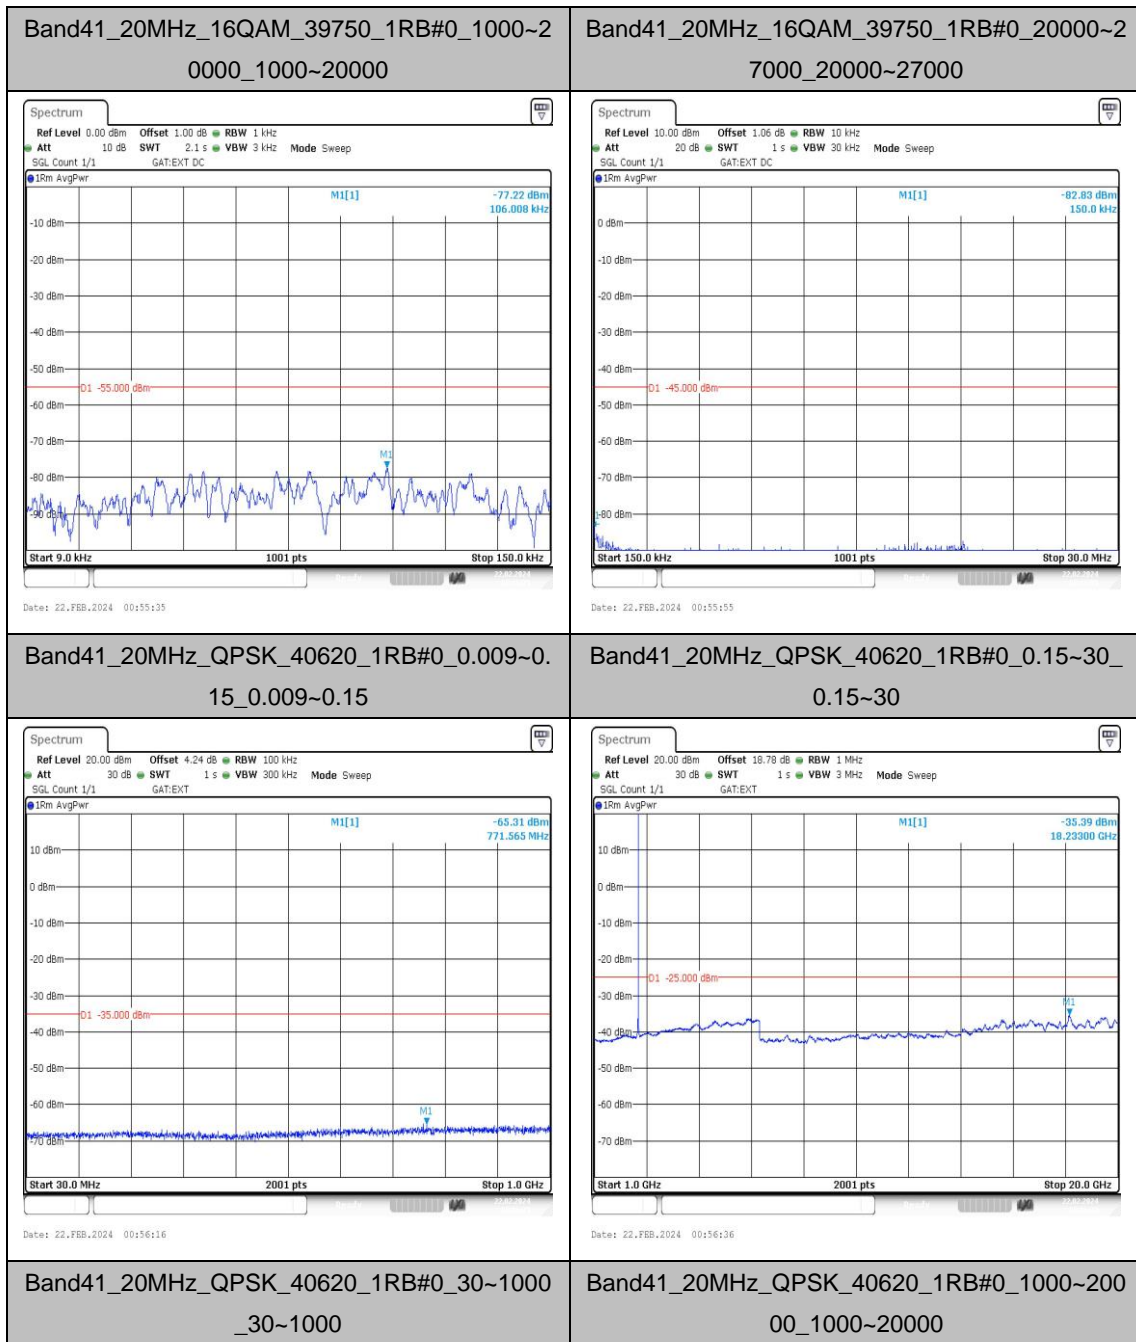 Band41_20MHz_16QAM_39750_1RB#0_1000~2
0000_1000~20000
Band41_20MHz_16QAM_39750_1RB#0_20000~2
7000_20000~27000
Spectrum
Ref Level 0.00 dBm Offset 1.00 dB RBW 1 kHz
Att 10 dB SWT 2.1 s VBW 3 kHz Mode Sweep
SGL Count 1/1 GAT:EXT DC
1Rm AvgPwr
M1[1] -77.22 dBm
106.008 kHz
-10 dBm
-20 dBm
-30 dBm
-40 dBm
-50 dBm
D1 -55.000 dBm
-60 dBm
-70 dBm
M1
-80 dBm
-90 dBm
Start 9.0 kHz 1001 pts Stop 150.0 kHz
Date: 22.FEB.2024 00:55:35
Spectrum
Ref Level 10.00 dBm Offset 1.06 dB RBW 10 kHz
Att 20 dB SWT 1 s VBW 30 kHz Mode Sweep
SGL Count 1/1 GAT:EXT DC
1Rm AvgPwr
M1[1] -82.83 dBm
150.0 kHz
0 dBm
-10 dBm
-20 dBm
-30 dBm
-40 dBm
D1 -45.000 dBm
-50 dBm
-60 dBm
-70 dBm
-80 dBm
Start 150.0 kHz 1001 pts Stop 30.0 MHz
Date: 22.FEB.2024 00:55:55
Band41_20MHz_QPSK_40620_1RB#0_0.009~0.
15_0.009~0.15
Band41_20MHz_QPSK_40620_1RB#0_0.15~30_
0.15~30
Spectrum
Ref Level 20.00 dBm Offset 4.24 dB RBW 100 kHz
Att 30 dB SWT 1 s VBW 300 kHz Mode Sweep
SGL Count 1/1 GAT:EXT
1Rm AvgPwr
M1[1] -65.31 dBm
771.565 MHz
10 dBm
0 dBm
-10 dBm
-20 dBm
-30 dBm
D1 -35.000 dBm
-40 dBm
-50 dBm
-60 dBm
M1
-70 dBm
Start 30.0 MHz 2001 pts Stop 1.0 GHz
Date: 22.FEB.2024 00:56:16
Spectrum
Ref Level 20.00 dBm Offset 18.78 dB RBW 1 MHz
Att 30 dB SWT 1 s VBW 3 MHz Mode Sweep
SGL Count 1/1 GAT:EXT
1Rm AvgPwr
M1[1] -35.39 dBm
18.23300 GHz
10 dBm
0 dBm
-10 dBm
-20 dBm
D1 -25.000 dBm
-30 dBm
M1
-40 dBm
-50 dBm
-60 dBm
-70 dBm
Start 1.0 GHz 2001 pts Stop 20.0 GHz
Date: 22.FEB.2024 00:56:36
Band41_20MHz_QPSK_40620_1RB#0_30~1000
_30~1000
Band41_20MHz_QPSK_40620_1RB#0_1000~200
00_1000~20000